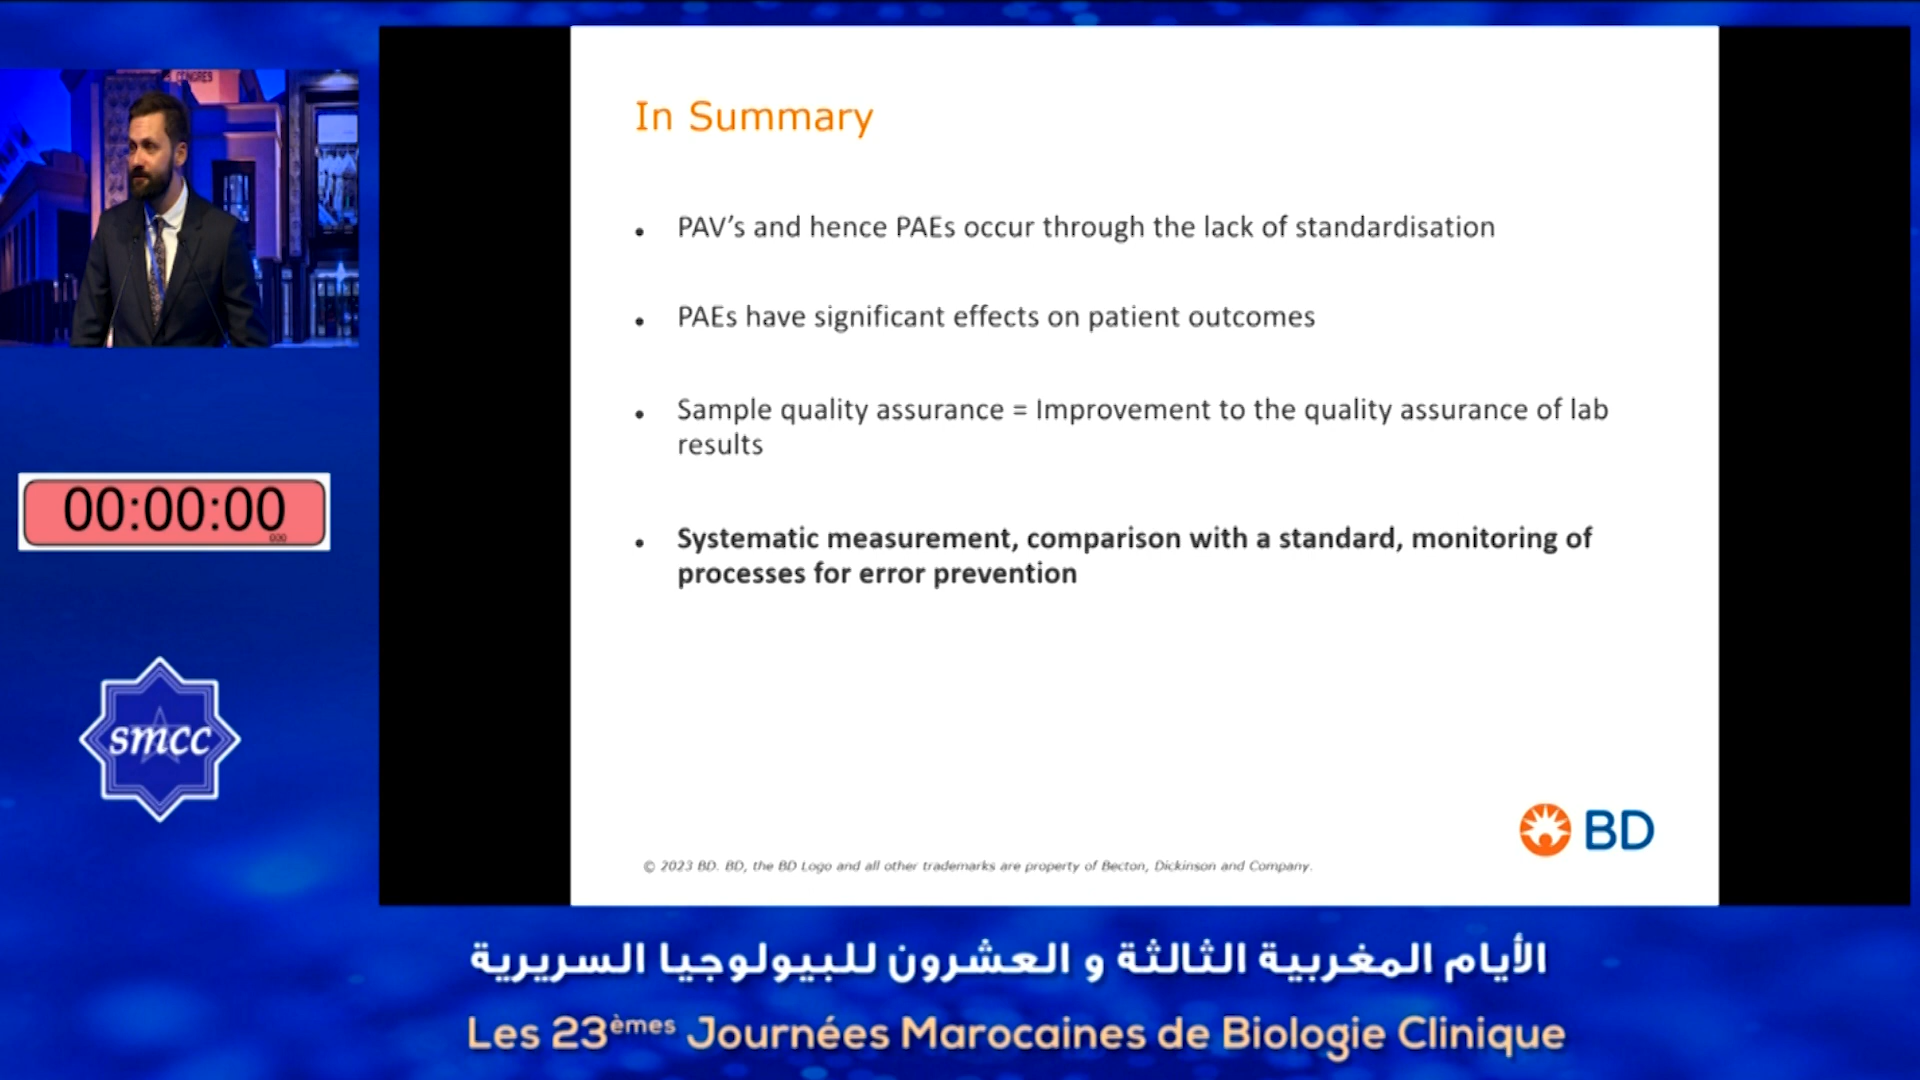 CONGRES
In Summary
• PAV’s and hence PAEs occur through the lack of standardisation
• PAEs have significant effects on patient outcomes
• Sample quality assurance = Improvement to the quality assurance of lab
results
• Systematic measurement, comparison with a standard, monitoring of
processes for error prevention
00:00:00
000
smcc
BD
© 2023 BD. BD, the BD Logo and all other trademarks are property of Becton, Dickinson and Company.
الأيام المغربية الثالثة و العشرون للبيولوجيا السريرية
Les 23èmes Journées Marocaines de Biologie Clinique